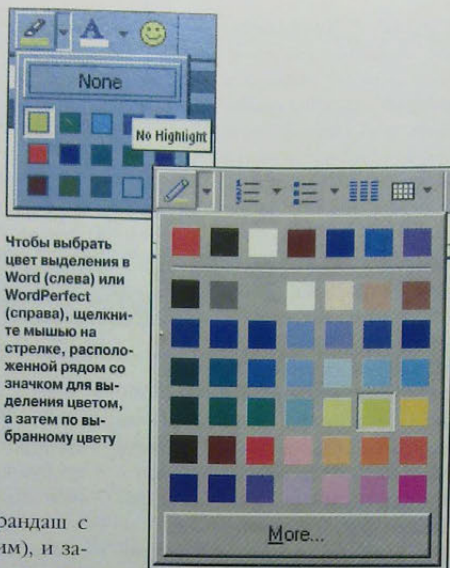 A
None
No Highlight
Чтобы выбрать
цвет выделения в
Word (слева) или
WordPerfect
(справа), щелкни-
те мышью на
стрелке, располо-
женной рядом со
значком для вы-
деления цветом,
а затем по вы-
бранному цвету
More...
рандаш с
им), и за-